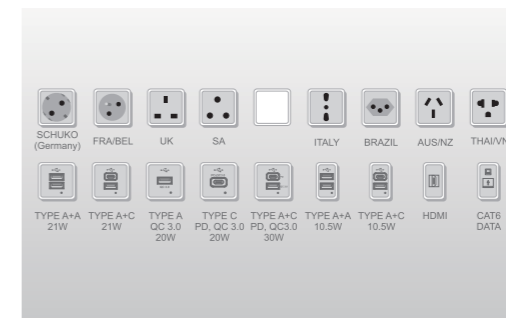 SCHUKO
(Germany)
FRA/BEL
UK
SA
ITALY
BRAZIL
AUS/NZ
THAI/VN
TYPE A+A
21W
TYPE A+C
21W
TYPE A
QC 3.0
20W
TYPE C
PD, QC 3.0
20W
TYPE A+C
PD, QC3.0
30W
TYPE A+A
10.5W
TYPE A+C
10.5W
HDMI
CAT6
DATA